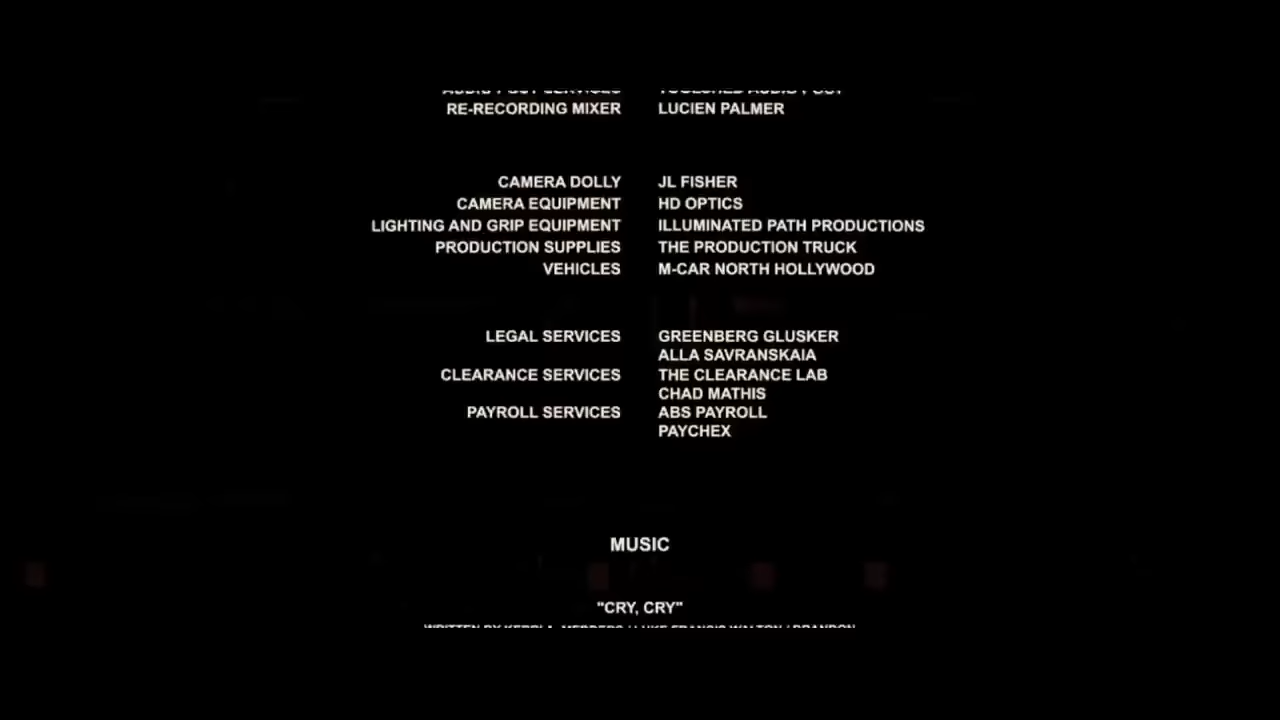 RE-RECORDING MIXER LUCIEN PALMER
CAMERA DOLLY JL FISHER
CAMERA EQUIPMENT HD OPTICS
LIGHTING AND GRIP EQUIPMENT ILLUMINATED PATH PRODUCTIONS
PRODUCTION SUPPLIES THE PRODUCTION TRUCK
VEHICLES M-CAR NORTH HOLLYWOOD
LEGAL SERVICES GREENBERG GLUSKER
ALLA SAVRANSKAIA
CLEARANCE SERVICES THE CLEARANCE LAB
CHAD MATHIS
PAYROLL SERVICES ABS PAYROLL
PAYCHEX
MUSIC
"CRY, CRY"